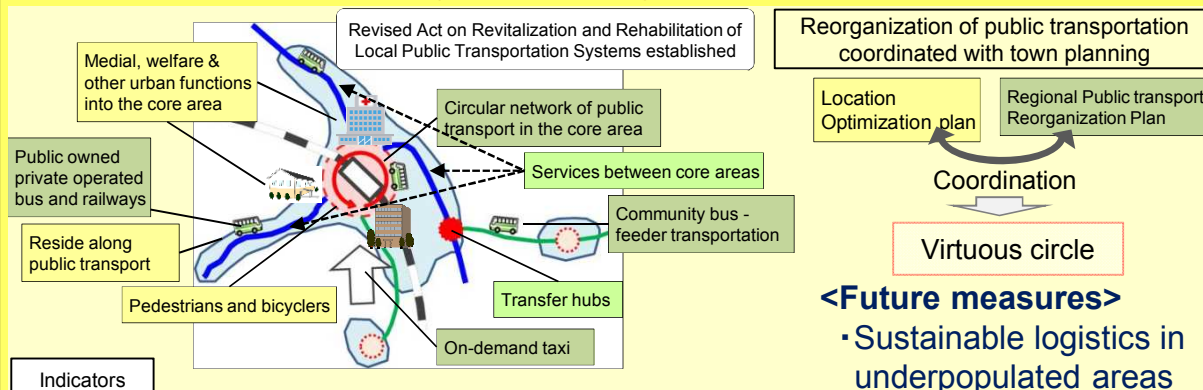 Revised Act on Revitalization and Rehabilitation of
Local Public Transportation Systems established
Medial, welfare &
other urban functions
into the core area
Circular network of public
transport in the core area
Public owned
private operated
bus and railways
Services between core areas
Reside along
public transport
Community bus -
feeder transportation
Pedestrians and bicyclers
Transfer hubs
On-demand taxi
Indicators
Reorganization of public transportation
coordinated with town planning
Location
Optimization plan
Regional Public transport
Reorganization Plan
Coordination
Virtuous circle
<Future measures>
・Sustainable logistics in
underpopulated areas